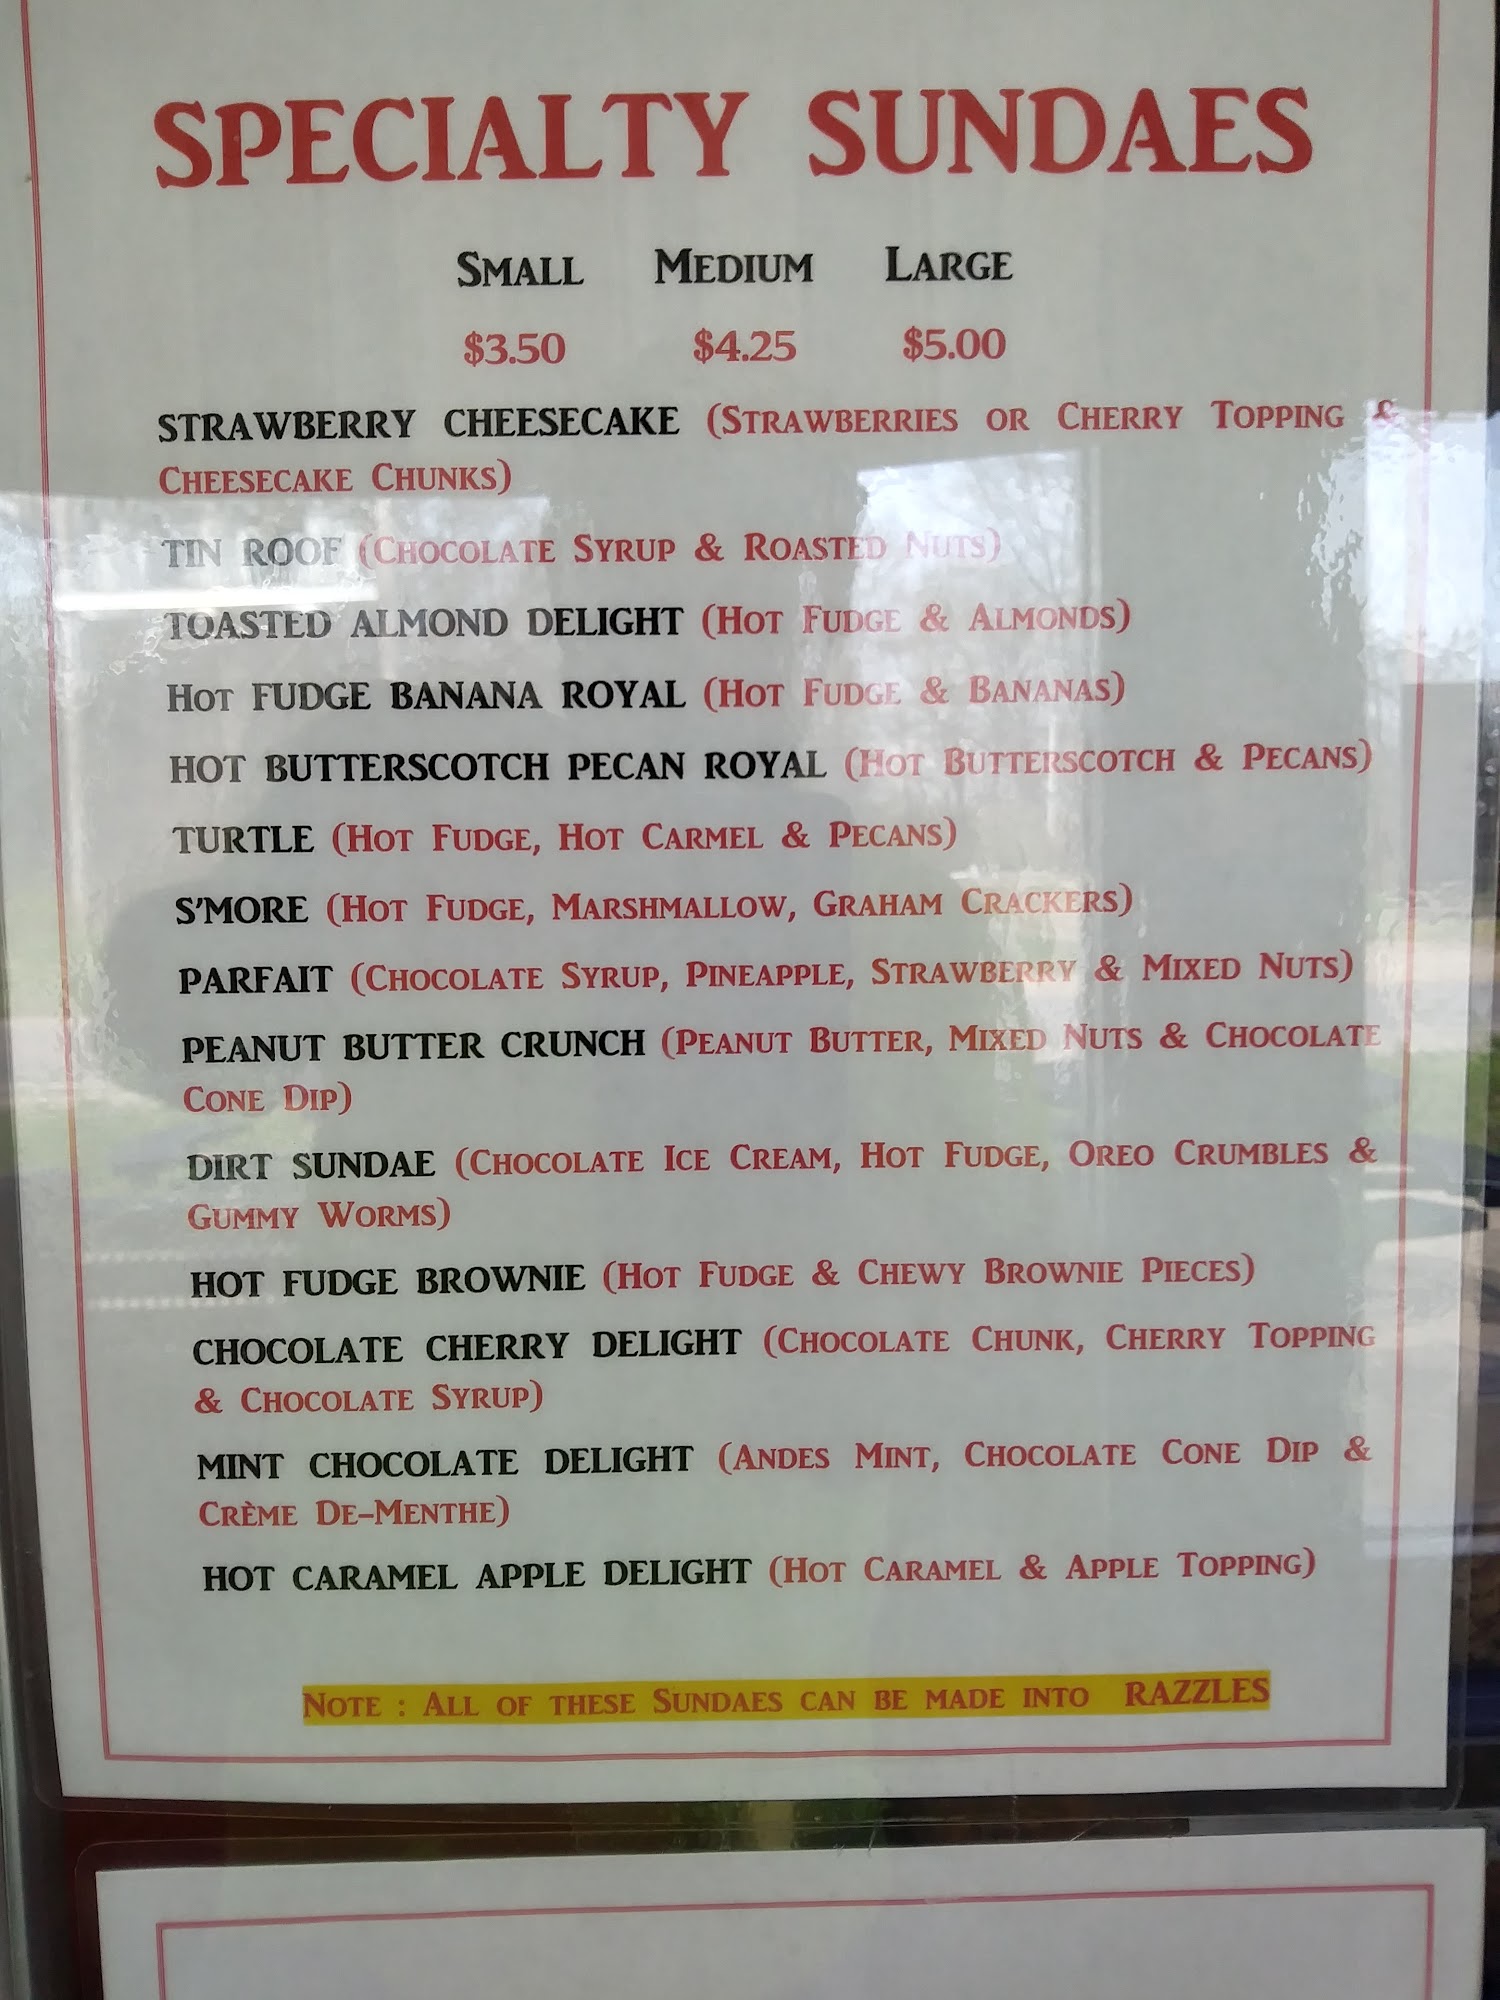 SPECIALTY SUNDAES
SMALL MEDIUM LARGE
$3.50 $4.25 $5.00
STRAWBERRY CHEESECAKE (STRAWBERRIES OR CHERRY TOPPING &
CHEESECAKE CHUNKS)
TIN ROOF (CHOCOLATE SYRUP & ROASTED NUTS)
TOASTED ALMOND DELIGHT (HOT FUDGE & ALMONDS)
HOT FUDGE BANANA ROYAL (HOT FUDGE & BANANAS)
HOT BUTTERSCOTCH PECAN ROYAL (HOT BUTTERSCOTCH & PECANS)
TURTLE (HOT FUDGE, HOT CARMEL & PECANS)
S'MORE (HOT FUDGE, MARSHMALLOW, GRAHAM CRACKERS)
PARFAIT (CHOCOLATE SYRUP, PINEAPPLE, STRAWBERRY & MIXED NUTS)
PEANUT BUTTER CRUNCH (PEANUT BUTTER, MIXED NUTS & CHOCOLATE
CONE DIP)
DIRT SUNDAE (CHOCOLATE ICE CREAM, HOT FUDGE, OREO CRUMBLES &
GUMMY WORMS)
HOT FUDGE BROWNIE (HOT FUDGE & CHEWY BROWNIE PIECES)
CHOCOLATE CHERRY DELIGHT (CHOCOLATE CHUNK, CHERRY TOPPING
& CHOCOLATE SYRUP)
MINT CHOCOLATE DELIGHT (ANDES MINT, CHOCOLATE CONE DIP &
CRÈME DE-MENTHE)
HOT CARAMEL APPLE DELIGHT (HOT CARAMEL & APPLE TOPPING)
NOTE : ALL OF THESE SUNDAES CAN BE MADE INTO RAZZLES